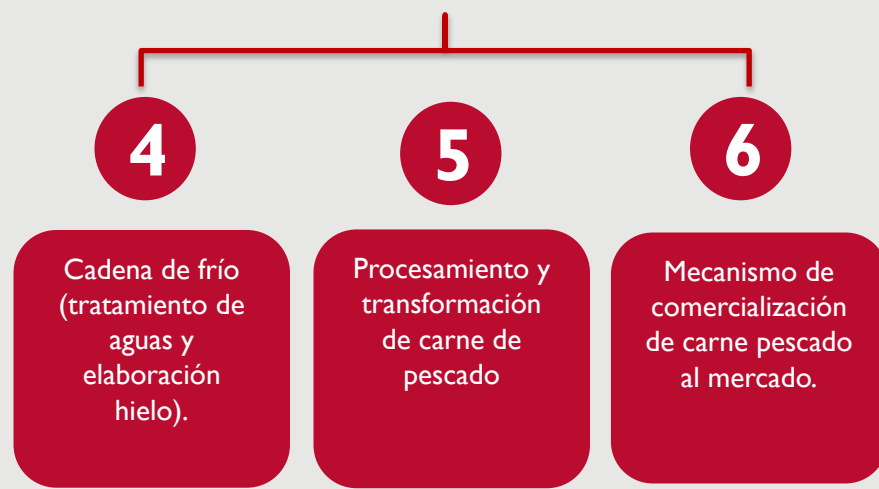 4
5
6
Cadena de frío
(tratamiento de
aguas y
elaboración
hielo).
Procesamiento y
transformación
de carne de
pescado
Mecanismo de
comercialización
de carne pescado
al mercado.